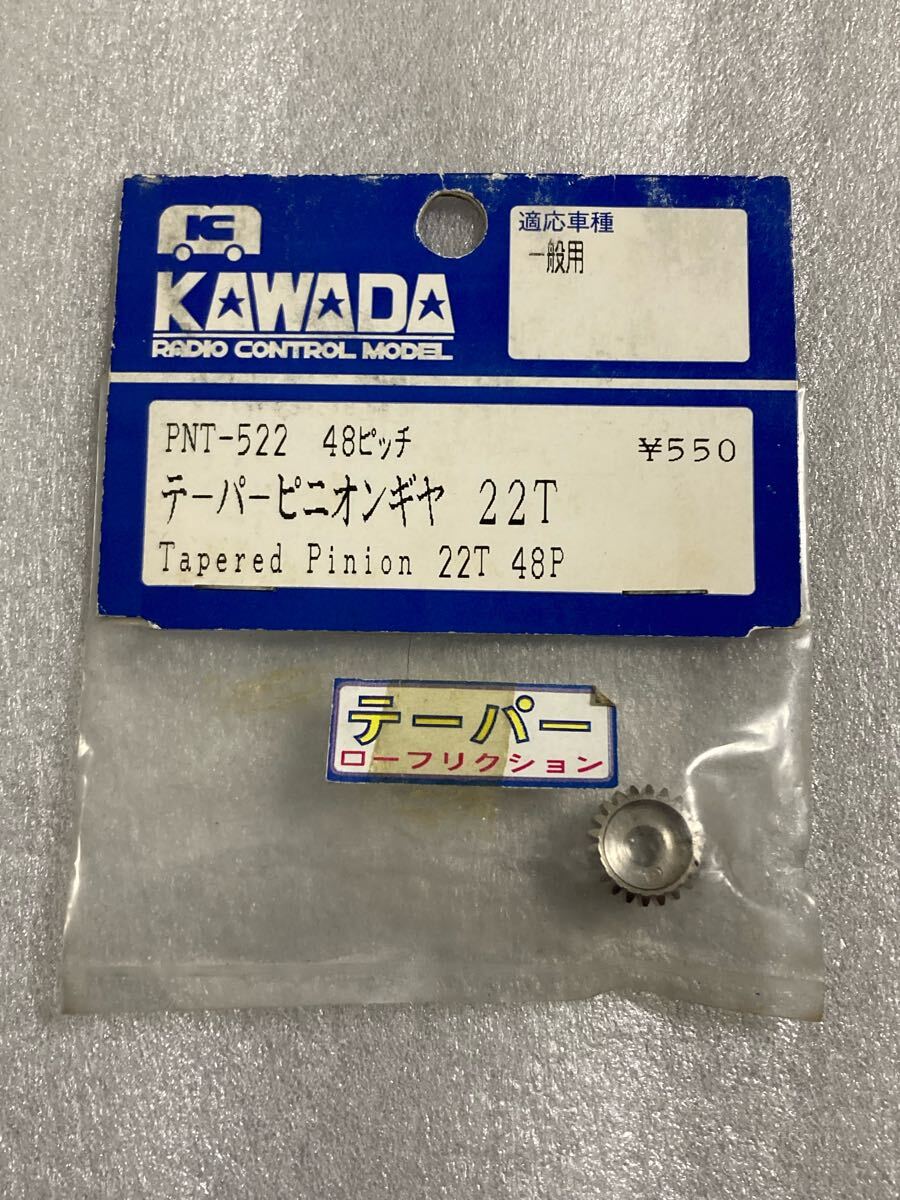 KAWADA
RADIO CONTROL MODEL
適応車種
一般用
PNT-522 48ピッチ ¥550
テーパーピニオンギヤ 22T
Tapered Pinion 22T 48P
テーパー
ローフリクション